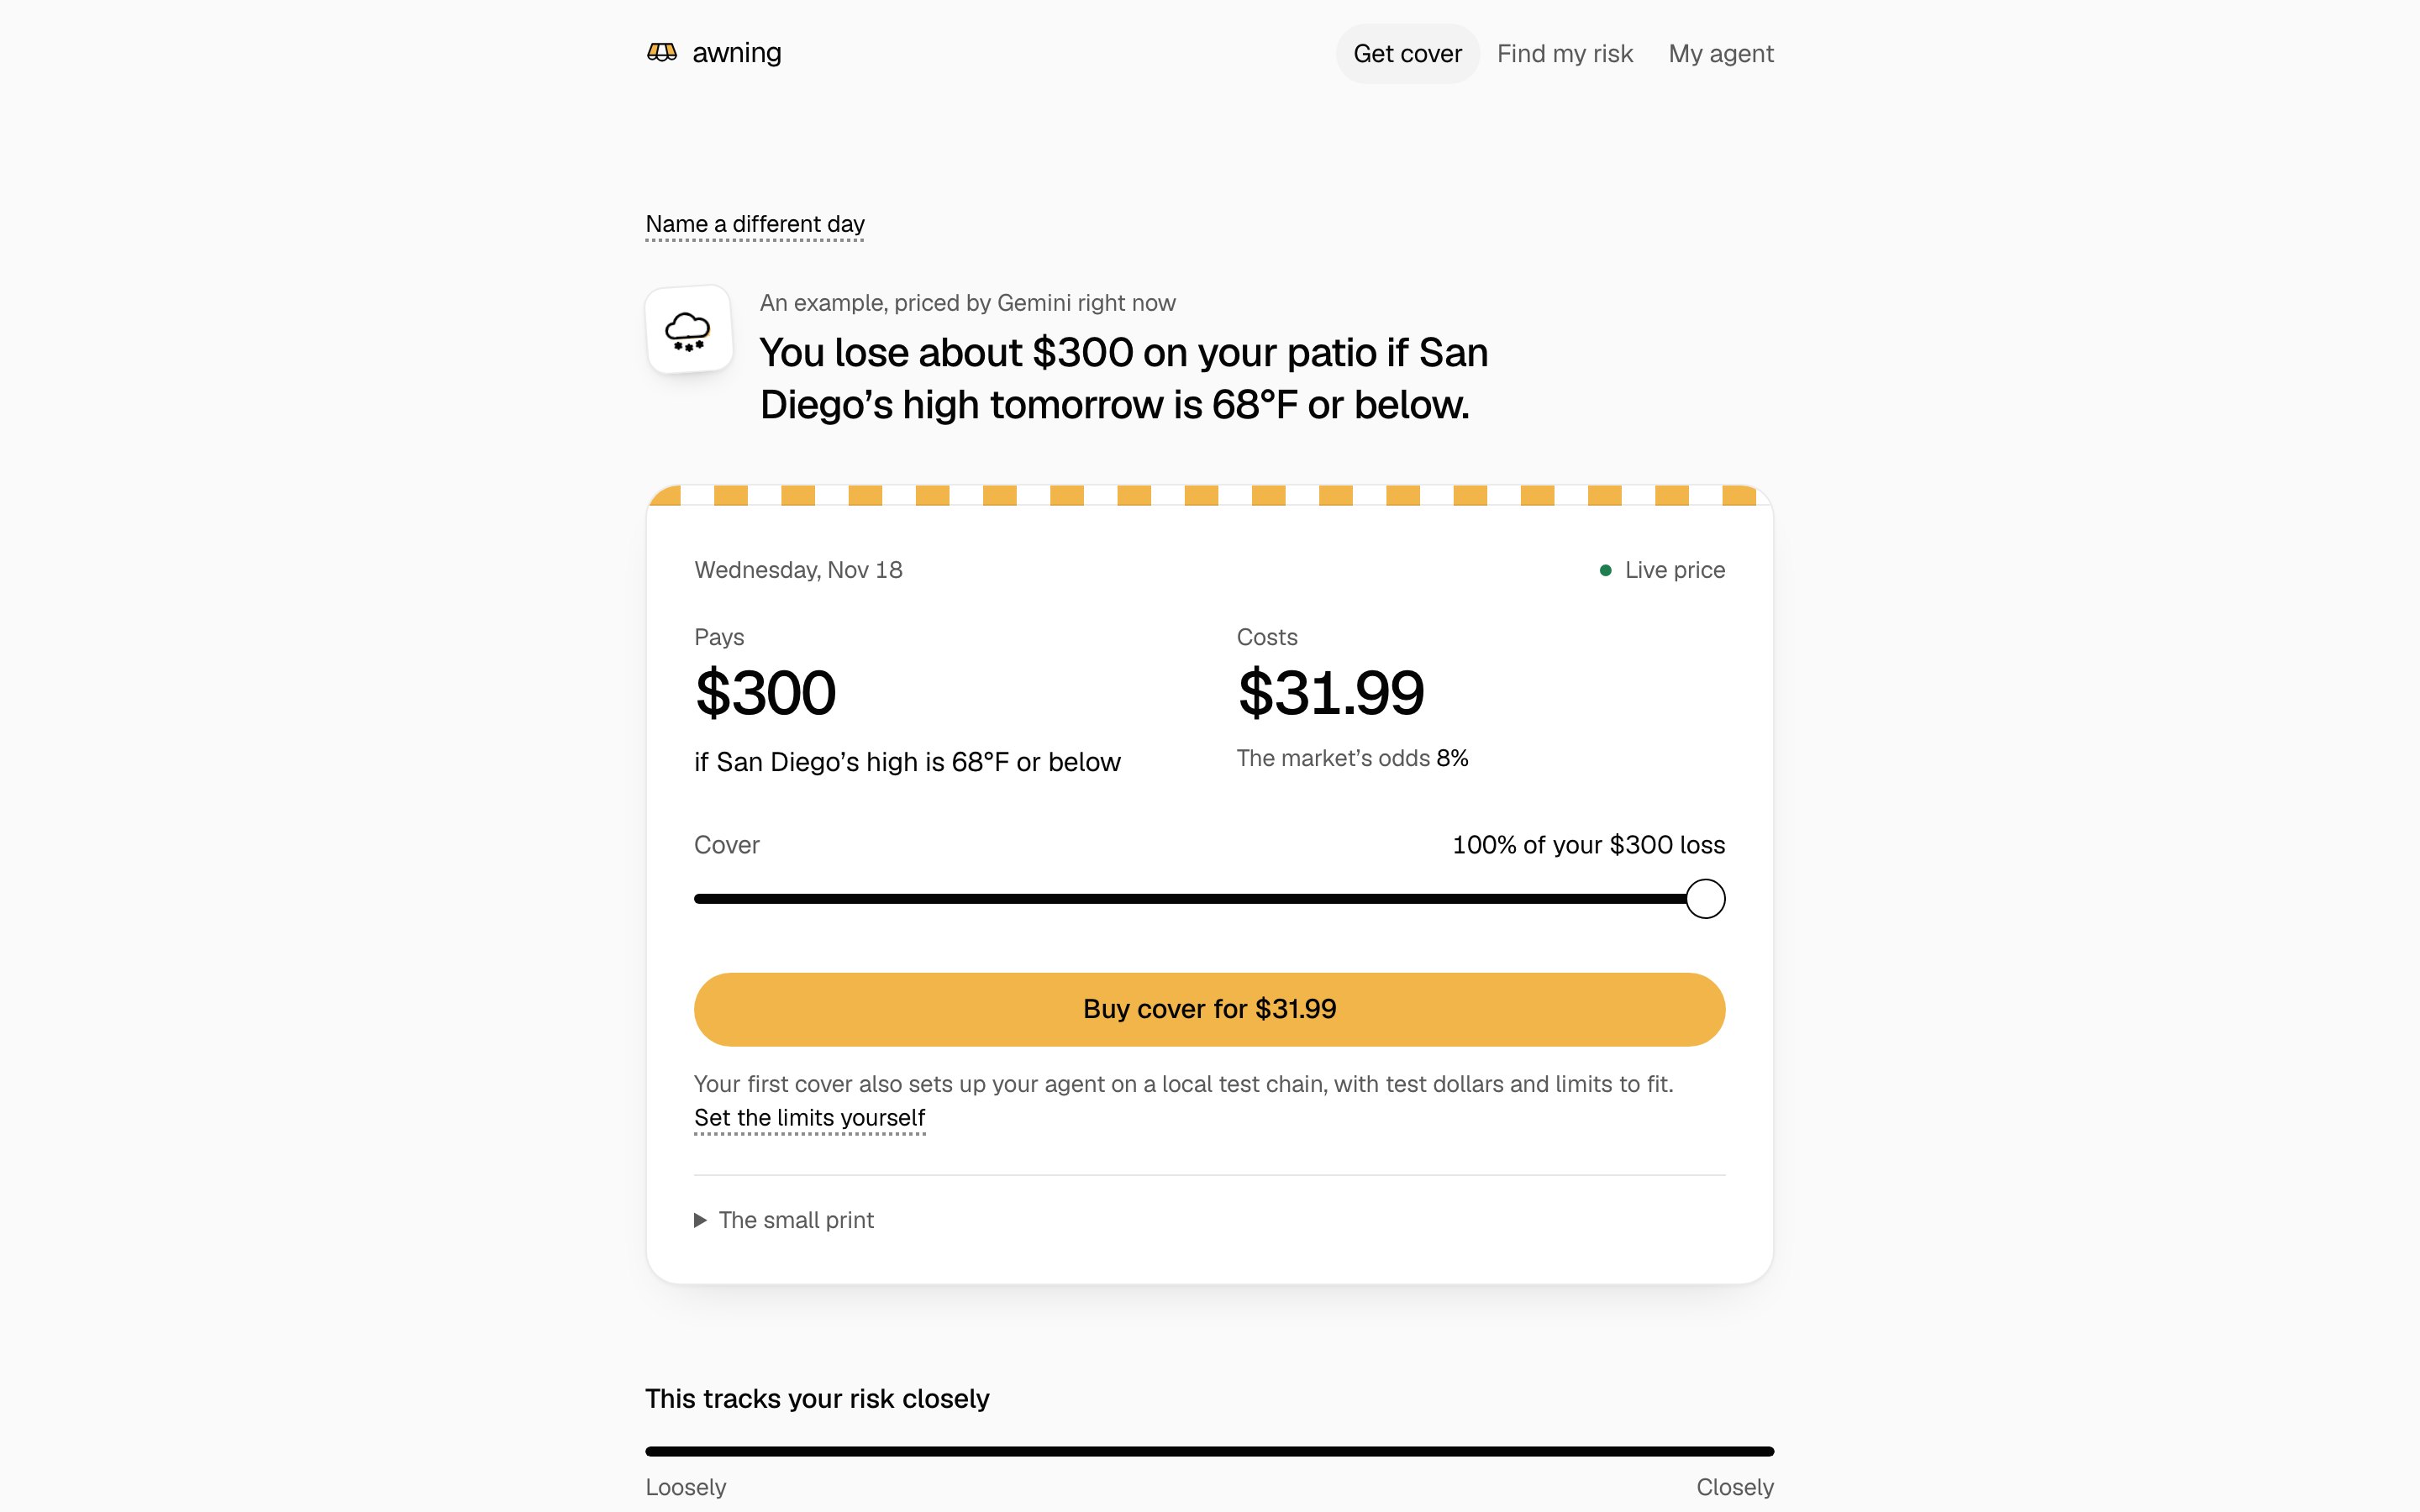 awning
Get cover
Find my risk
My agent
Name a different day
An example, priced by Gemini right now
You lose about $300 on your patio if San
Diego’s high tomorrow is 68°F or below.
Wednesday, Nov 18
Live price
Pays
$300
if San Diego’s high is 68°F or below
Costs
$31.99
The market’s odds 8%
Cover
100% of your $300 loss
Buy cover for $31.99
Your first cover also sets up your agent on a local test chain, with test dollars and limits to fit.
Set the limits yourself
The small print
This tracks your risk closely
Loosely
Closely